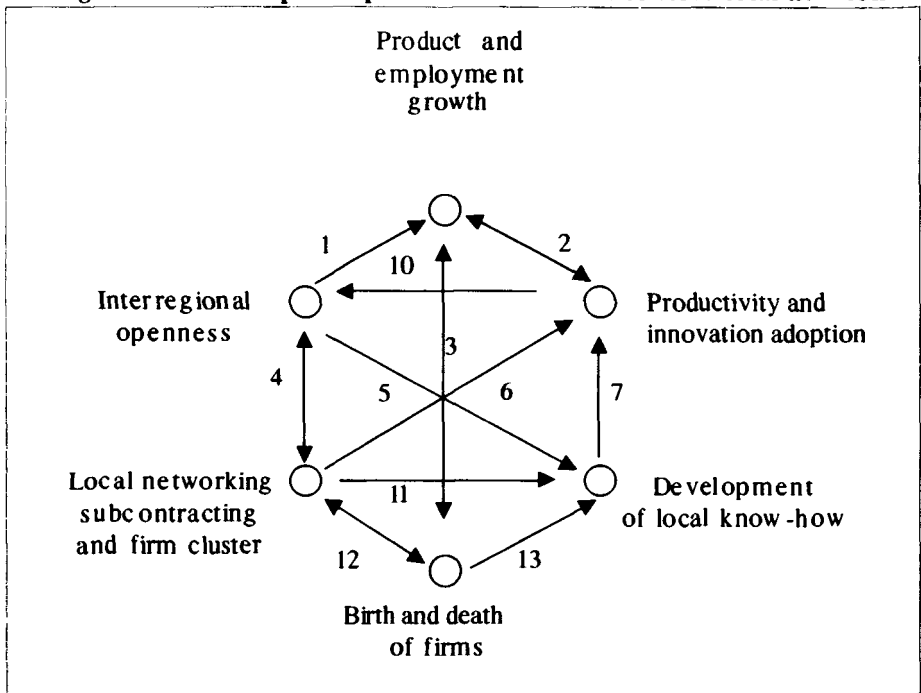 Product and
employment
growth
1
2
10
Interregional
openness
Productivity and
innovation adoption
3
4
5
6
7
Local networking
subcontracting
and firm cluster
11
Development
of local know-how
12
13
Birth and death
of firms